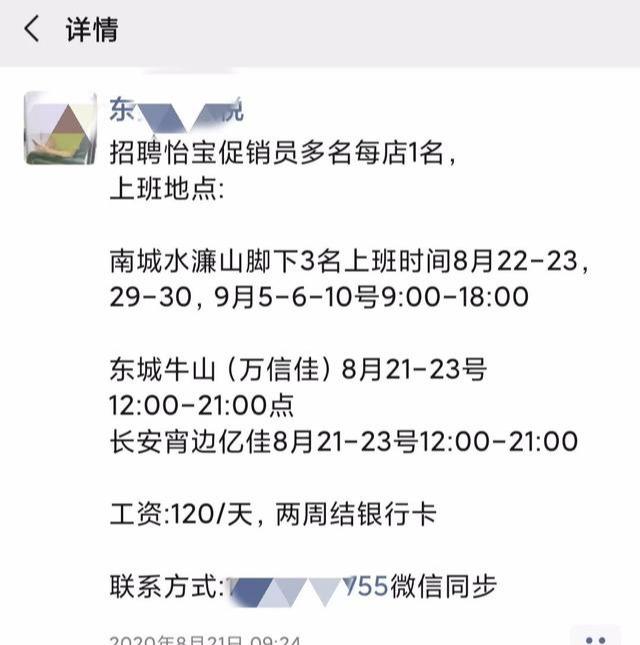 详情
东
悦
招聘怡宝促销员多名每店1名，
上班地点:
南城水濂山脚下3名上班时间8月22-23，
29-30，9月5-6-10号9:00-18:00
东城牛山（万信佳）8月21-23号
12:00-21:00点
长安宵边亿佳8月21-23号12:00-21:00
工资:120/天，两周结银行卡
联系方式:1 755微信同步
2020年8月21日 09:24